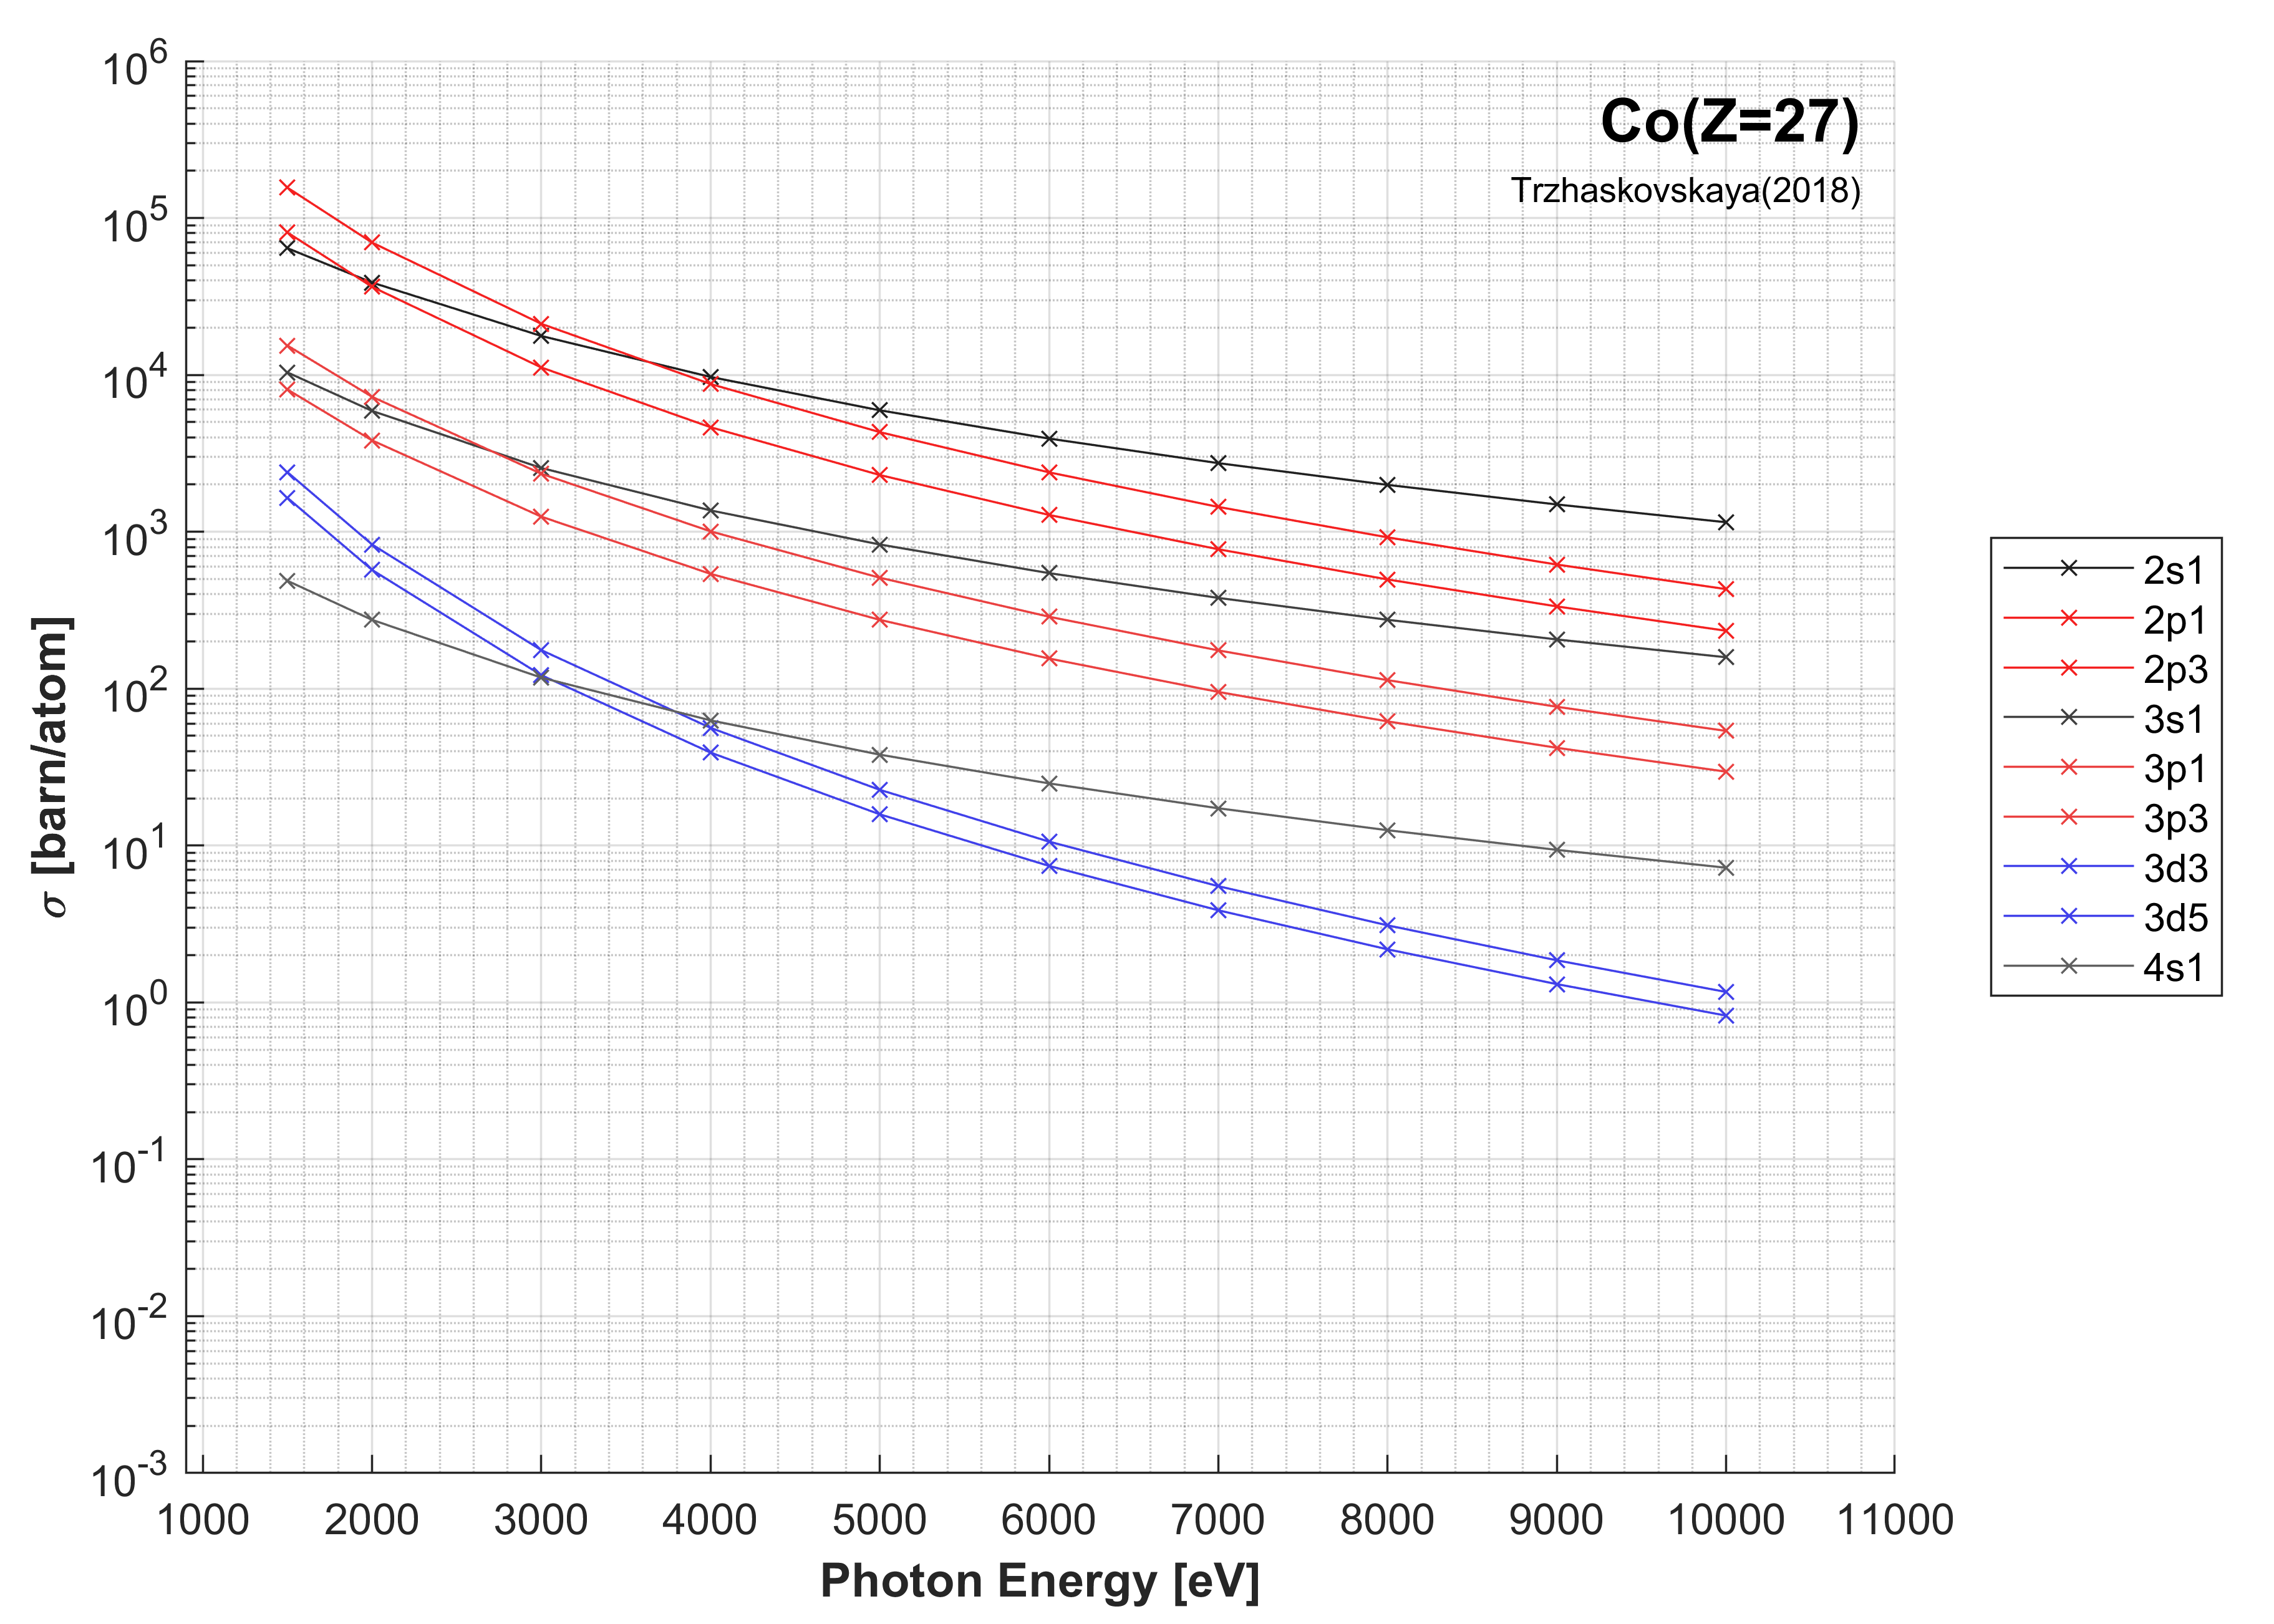 Co(Z=27)
Trzhaskovskaya(2018)
σ [barn/atom]
10^6
10^5
10^4
10^3
10^2
10^1
10^0
10^-1
10^-2
10^-3
1000 2000 3000 4000 5000 6000 7000 8000 9000 10000 11000
Photon Energy [eV]
2s1
2p1
2p3
3s1
3p1
3p3
3d3
3d5
4s1